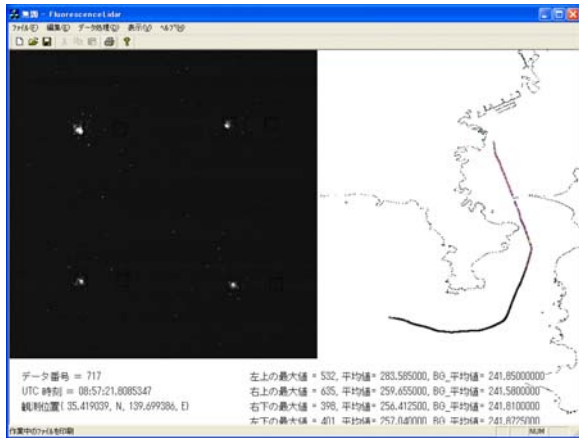 無題 - FluorescenceLidar
ファイル(F) 編集(E) データ処理(D) 表示(V) ヘルプ(H)
データ番号 = 717
UTC 時刻 = 08:57:21.8085347
観測位置( 35.419039, N, 139.699386, E)
左上の最大値 = 532, 平均値= 283.585000, BG_平均値= 241.85000000
右上の最大値 = 635, 平均値= 259.655000, BG_平均値= 241.5800000
右下の最大値 = 398, 平均値= 256.412500, BG_平均値= 241.8100000
左下の最大値 = 401, 平均値= 257.040000, BG_平均値= 241.8725000
作業中のファイルを印刷
NUM